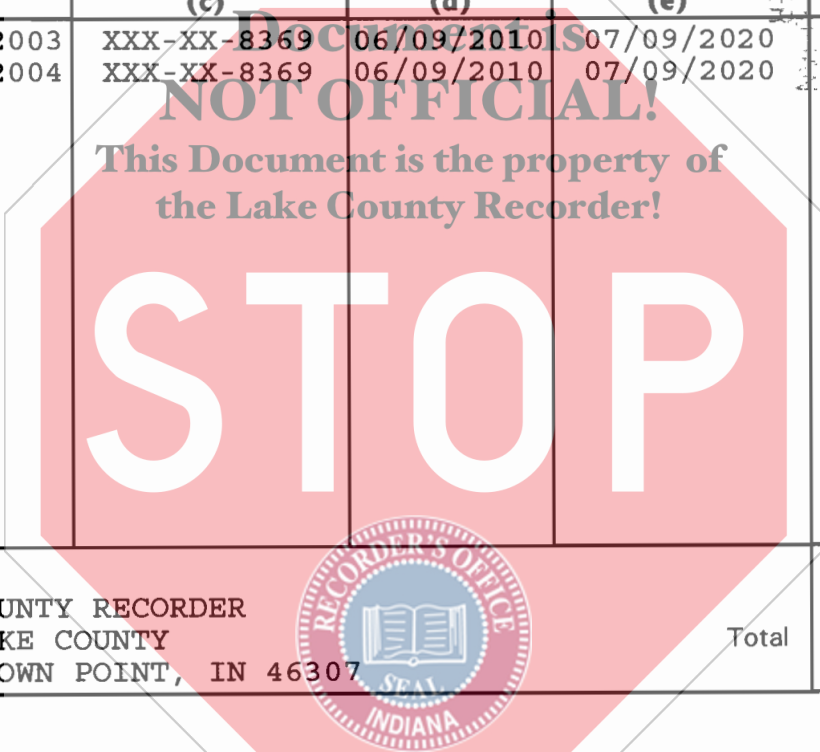 (c) (d) (e)
2003 XXX-XX-8369 06/09/2010 07/09/2020
2004 XXX-XX-8369 06/09/2010 07/09/2020
Document is
NOT OFFICIAL!
This Document is the property of
the Lake County Recorder!
STOP
UNTY RECORDER
KE COUNTY
OWN POINT, IN 46307
Total
RECORDER'S OFFICE
SEAL
INDIANA